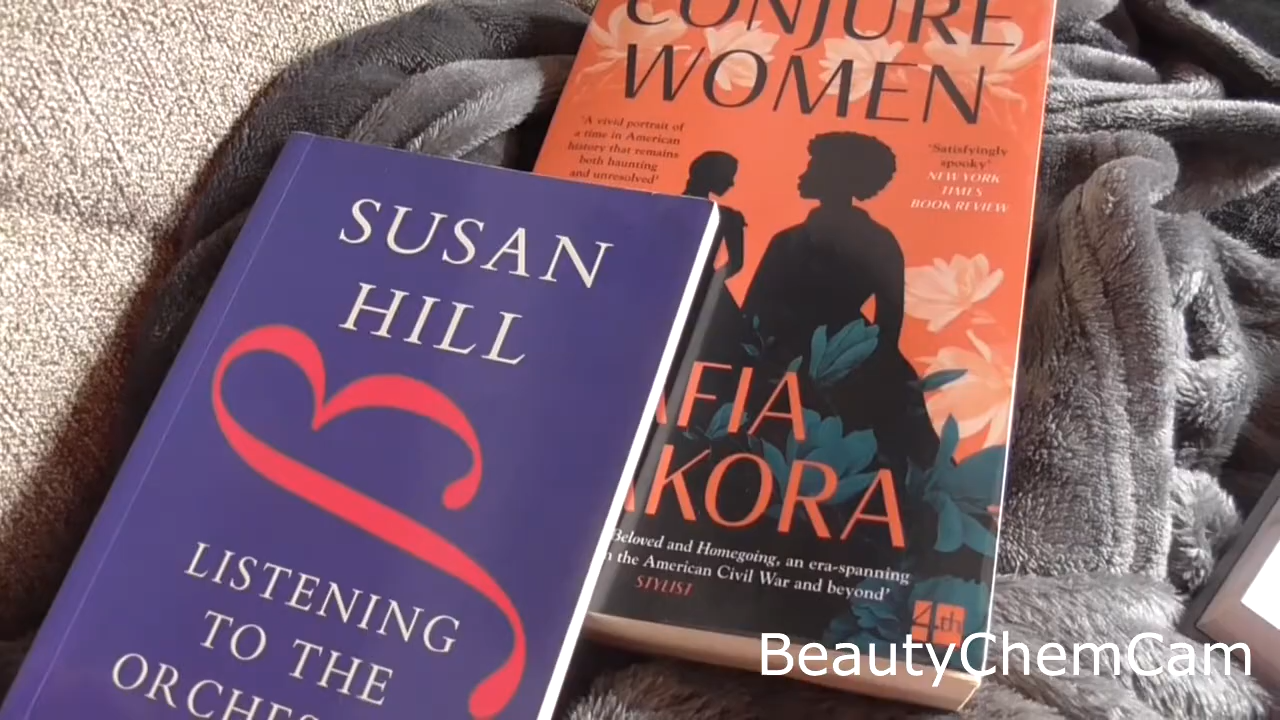 CONJURE
WOMEN
'A vivid portrait of
a time in American
history that remains
both haunting
and unresolved'
'Satisfyingly
spooky'
NEW YORK
TIMES
BOOK REVIEW
AFIA
AKORA
Beloved and Homegoing, an era-spanning
the American Civil War and beyond'
STYLIST
4th
SUSAN
HILL
LISTENING
TO THE
ORCHES
BeautyChemCam